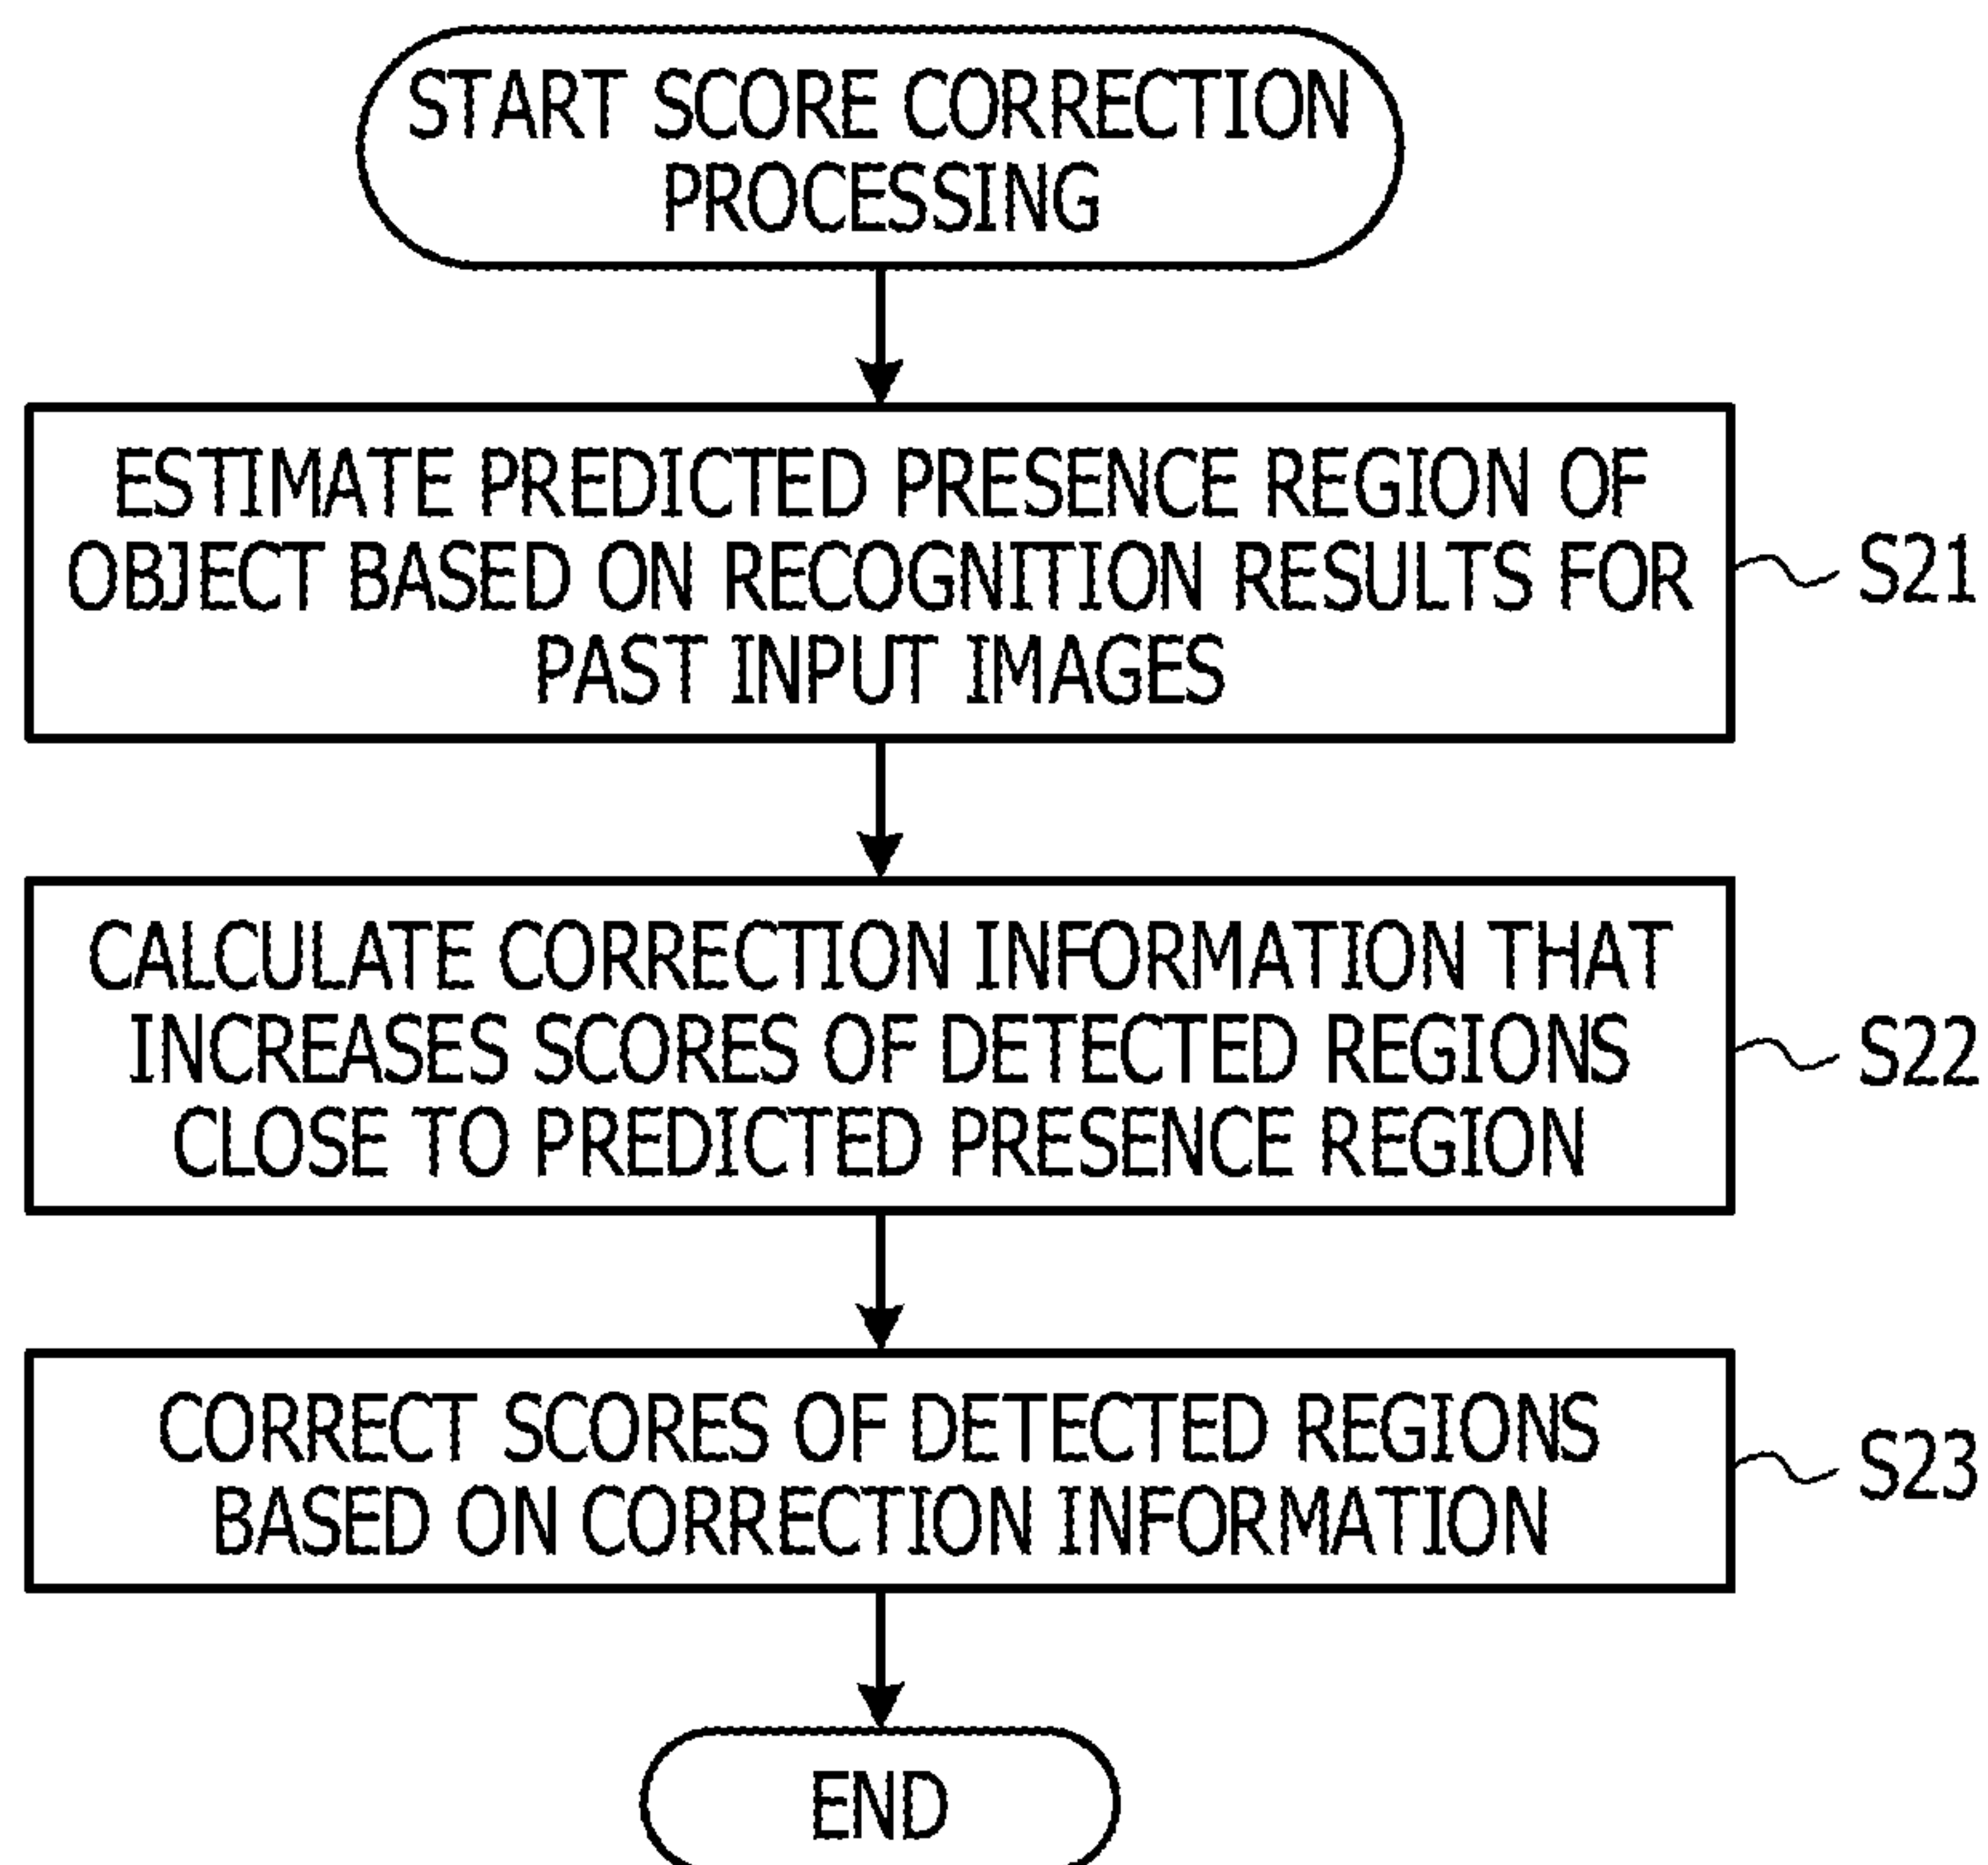 START SCORE CORRECTION
PROCESSING
ESTIMATE PREDICTED PRESENCE REGION OF
OBJECT BASED ON RECOGNITION RESULTS FOR
PAST INPUT IMAGES
S21
CALCULATE CORRECTION INFORMATION THAT
INCREASES SCORES OF DETECTED REGIONS
CLOSE TO PREDICTED PRESENCE REGION
S22
CORRECT SCORES OF DETECTED REGIONS
BASED ON CORRECTION INFORMATION
S23
END